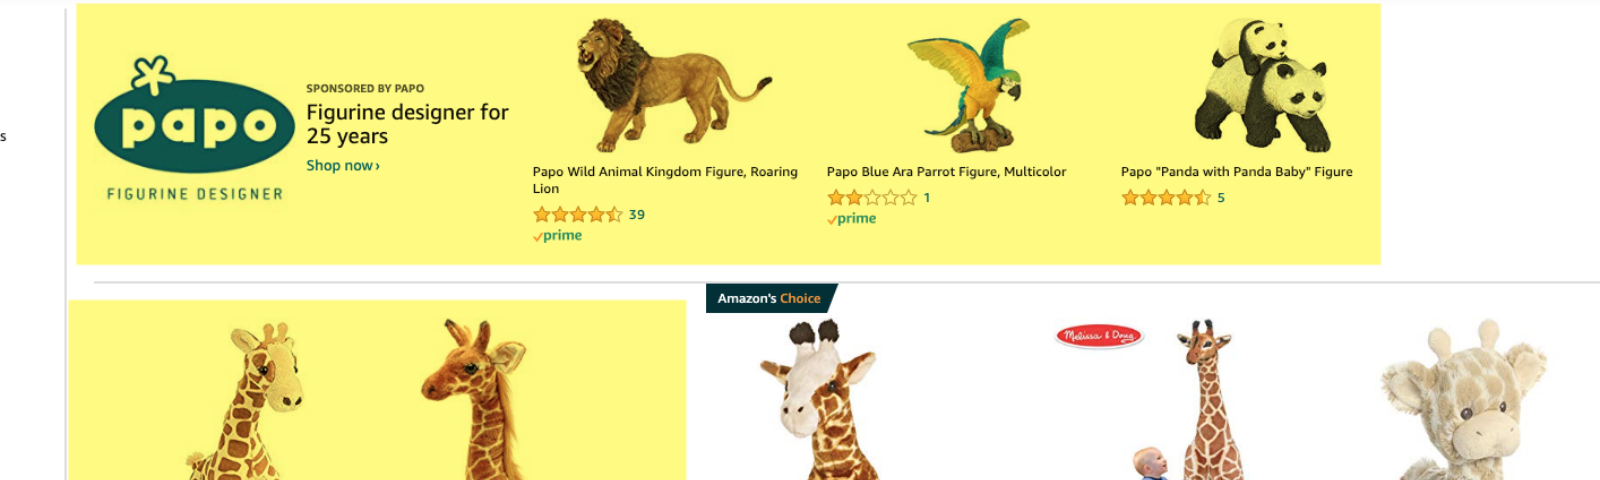 s
papo
FIGURINE DESIGNER
SPONSORED BY PAPO
Figurine designer for
25 years
Shop now ›
Papo Wild Animal Kingdom Figure, Roaring
Lion
39
prime
Papo Blue Ara Parrot Figure, Multicolor
1
prime
Papo "Panda with Panda Baby" Figure
5
Amazon's Choice
Melissa & Doug